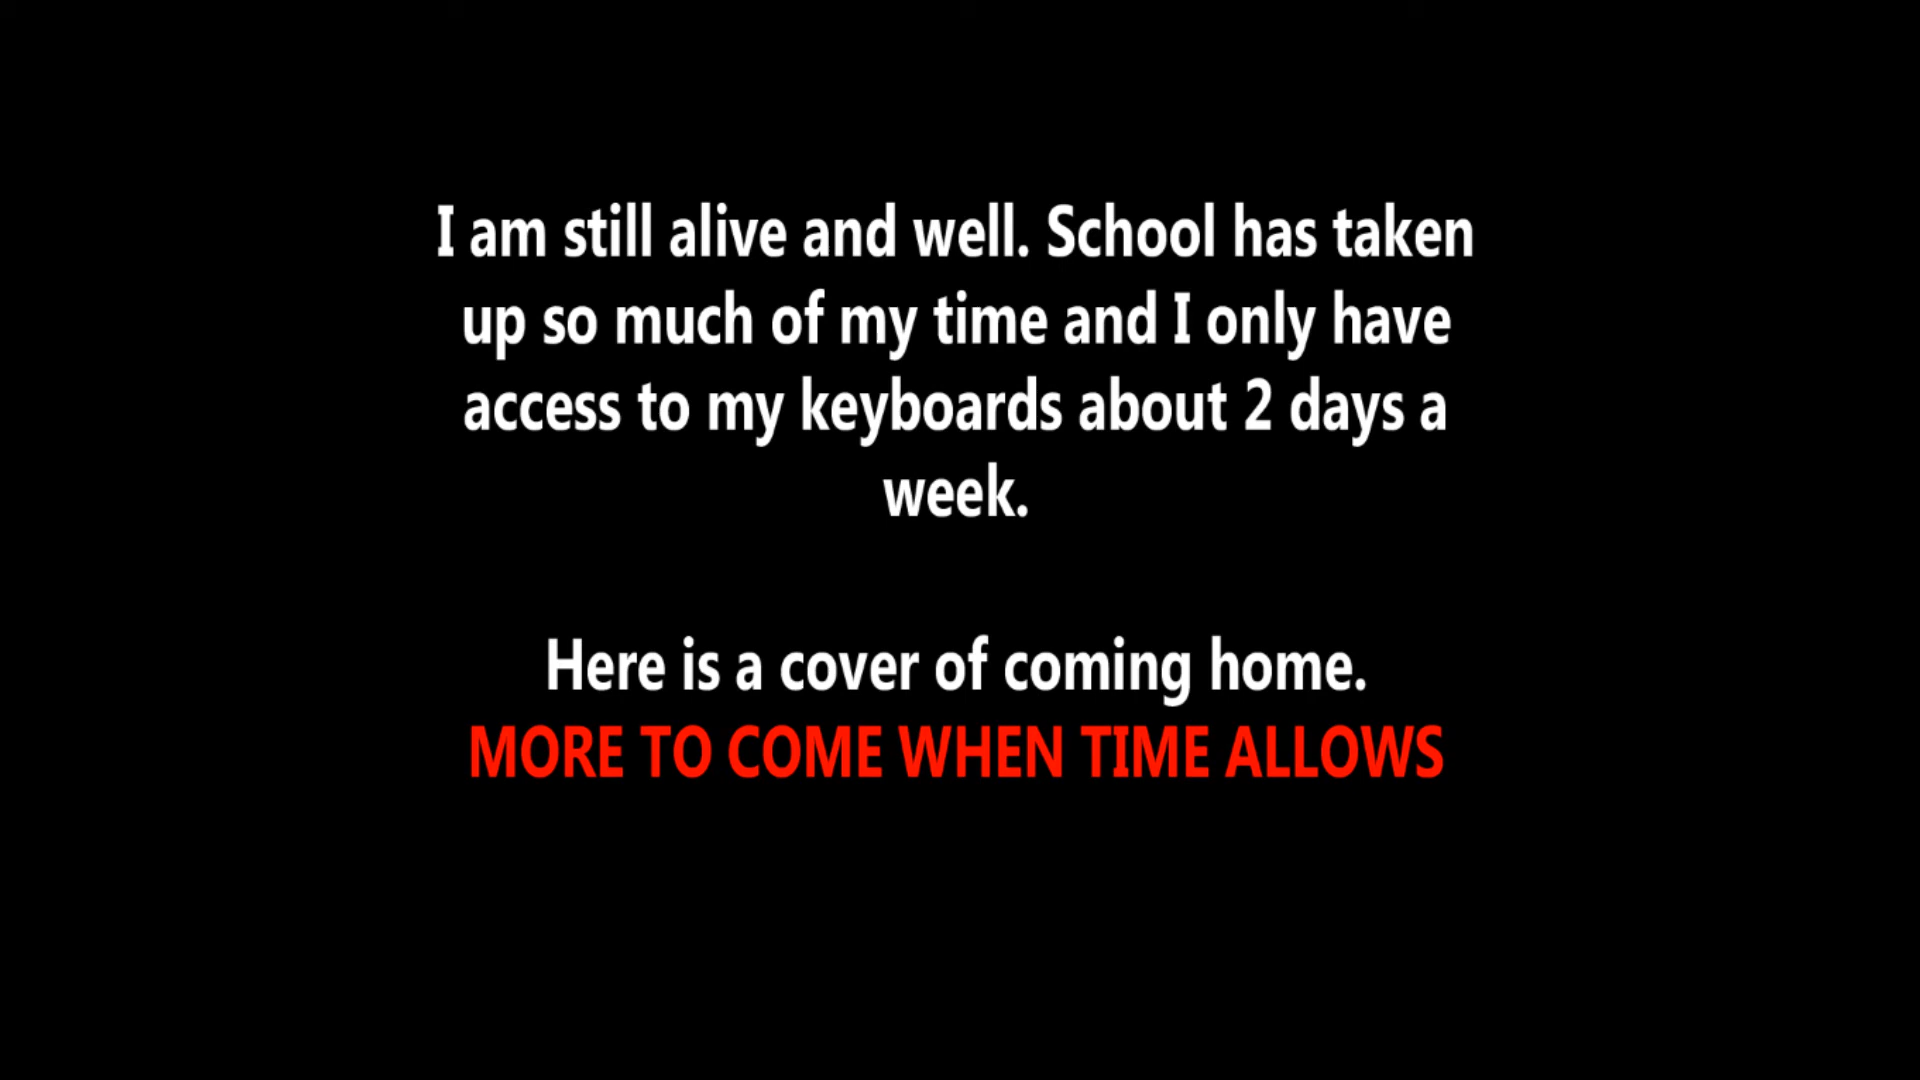 I am still alive and well. School has taken
up so much of my time and I only have
access to my keyboards about 2 days a
week.
Here is a cover of coming home.
MORE TO COME WHEN TIME ALLOWS